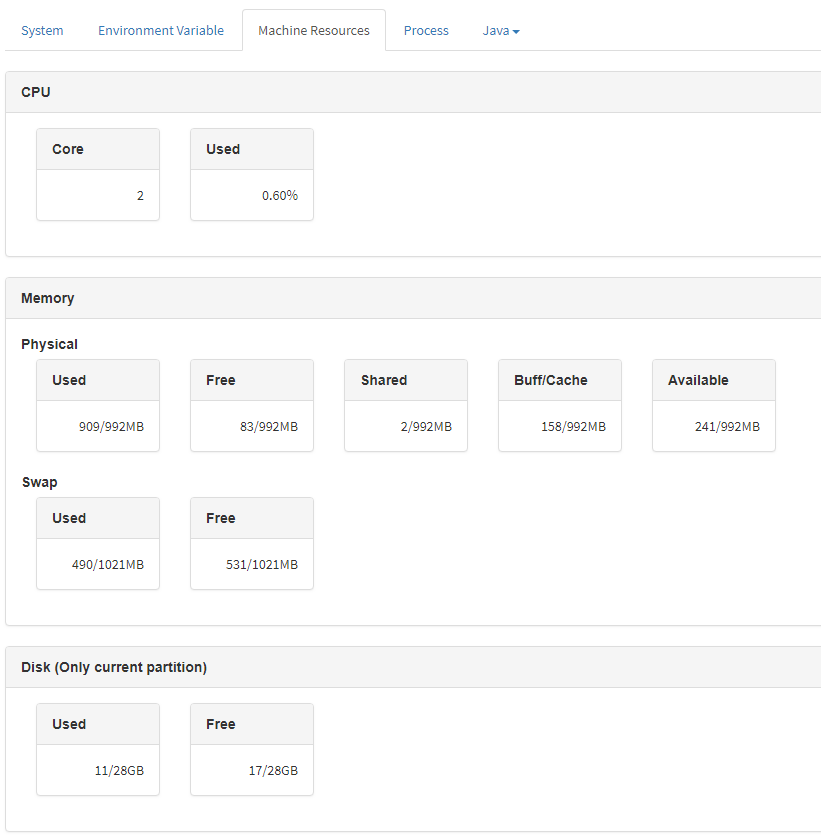 System Environment Variable Machine Resources Process Java
CPU
Core Used
2 0.60%
Memory
Physical
Used Free Shared Buff/Cache Available
909/992MB 83/992MB 2/992MB 158/992MB 241/992MB
Swap
Used Free
490/1021MB 531/1021MB
Disk (Only current partition)
Used Free
11/28GB 17/28GB